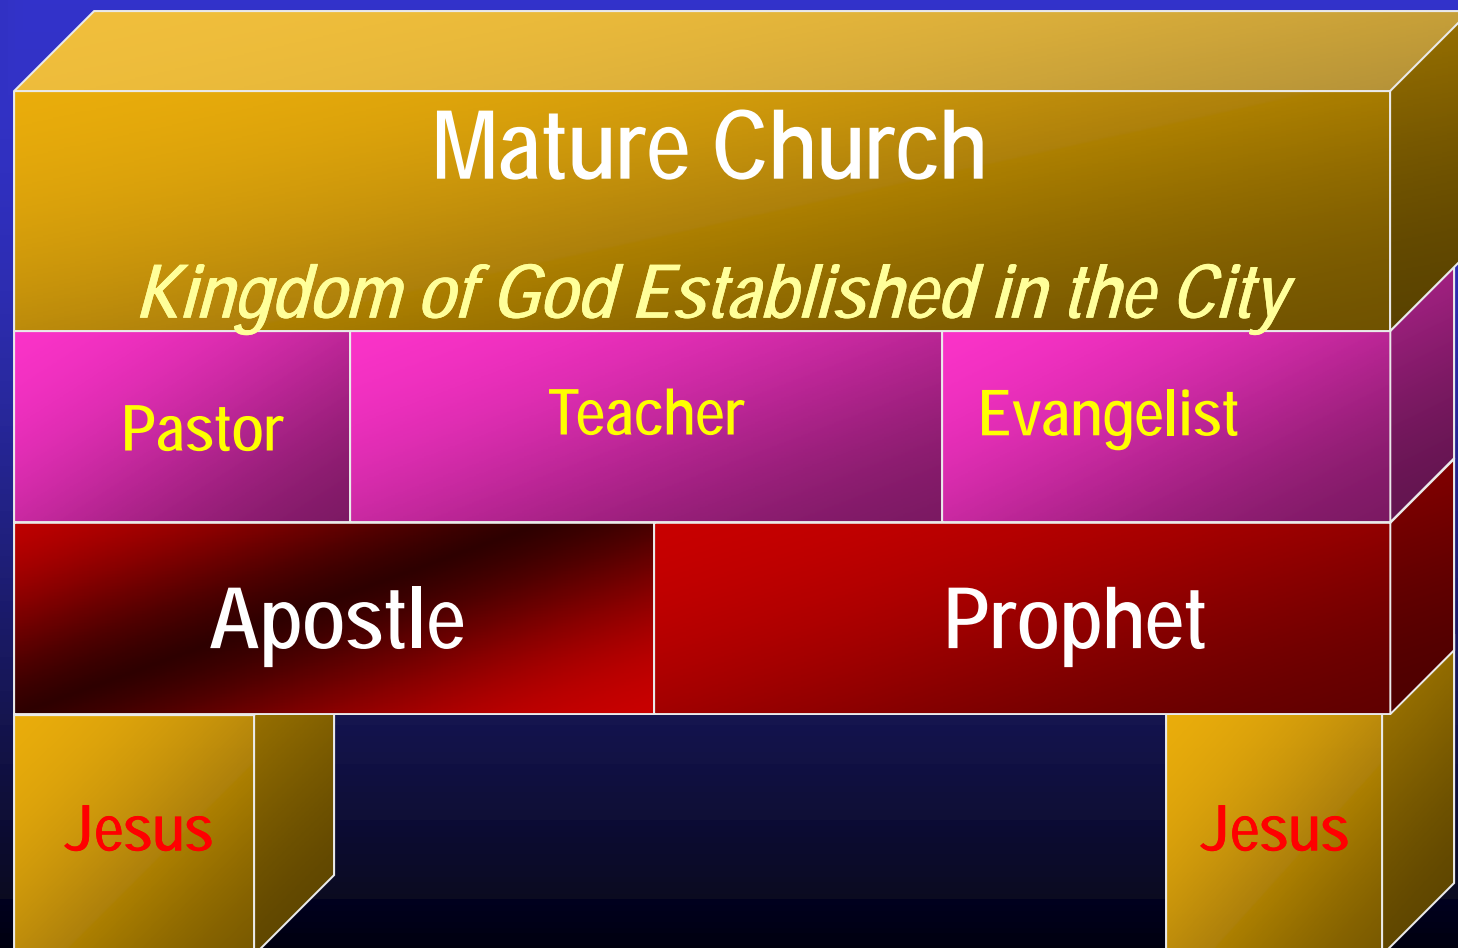 Mature Church
Kingdom of God Established in the City
Pastor Teacher Evangelist
Apostle Prophet
Jesus Jesus